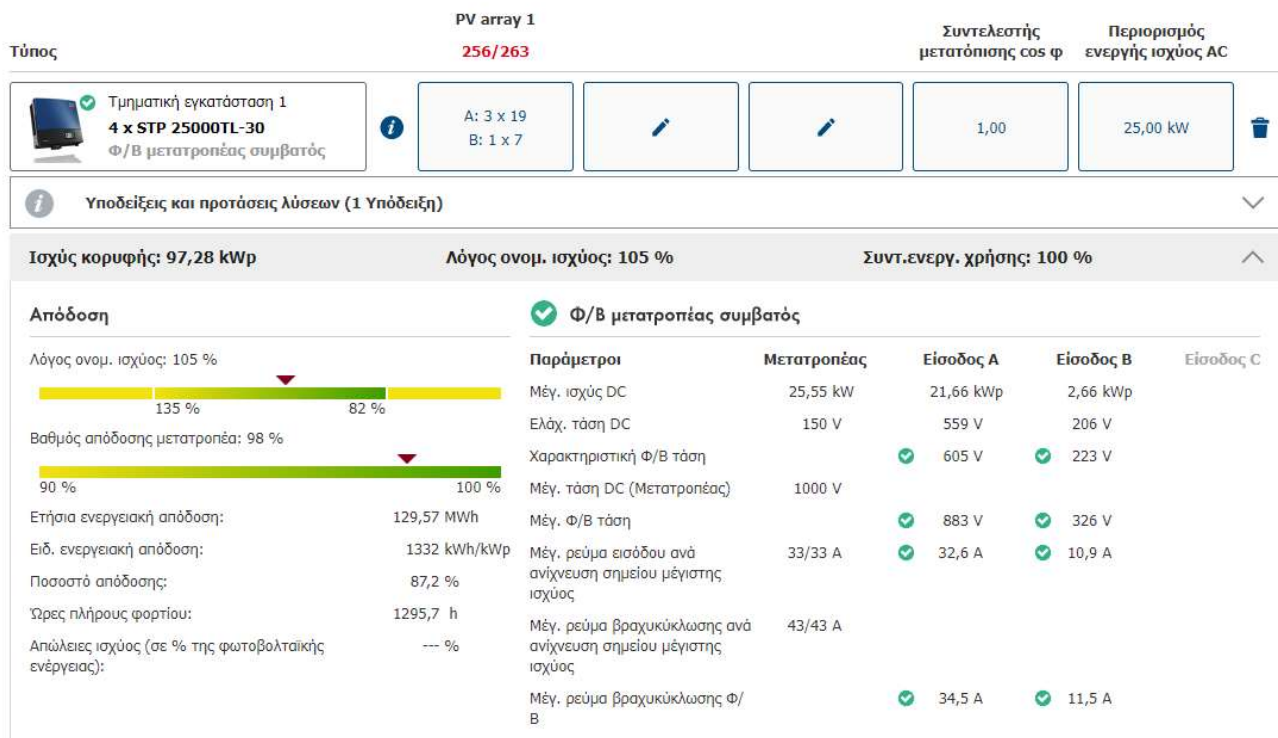 Τύπος
PV array 1
256/263
Συντελεστής
μετατόπισης cos φ
Περιορισμός
ενεργής ισχύος AC
Τμηματική εγκατάσταση 1
4 x STP 25000TL-30
Φ/Β μετατροπέας συμβατός
A: 3 x 19
B: 1 x 7
1,00
25,00 kW
Υποδείξεις και προτάσεις λύσεων (1 Υπόδειξη)
Ισχύς κορυφής: 97,28 kWp Λόγος ονομ. ισχύος: 105 % Συντ.ενεργ. χρήσης: 100 %
Απόδοση
Λόγος ονομ. ισχύος: 105 %
135 % 82 %
Βαθμός απόδοσης μετατροπέα: 98 %
90 % 100 %
Ετήσια ενεργειακή απόδοση: 129,57 MWh
Ειδ. ενεργειακή απόδοση: 1332 kWh/kWp
Ποσοστό απόδοσης: 87,2 %
Ώρες πλήρους φορτίου: 1295,7 h
Απώλειες ισχύος (σε % της φωτοβολταϊκής --- %
ενέργειας):
Φ/Β μετατροπέας συμβατός
Παράμετροι Μετατροπέας Είσοδος A Είσοδος B Είσοδος C
Μέγ. ισχύς DC 25,55 kW 21,66 kWp 2,66 kWp
Ελάχ. τάση DC 150 V 559 V 206 V
Χαρακτηριστική Φ/Β τάση 605 V 223 V
Μέγ. τάση DC (Μετατροπέας) 1000 V
Μέγ. Φ/Β τάση 883 V 326 V
Μέγ. ρεύμα εισόδου ανά 33/33 A 32,6 A 10,9 A
ανίχνευση σημείου μέγιστης
ισχύος
Μέγ. ρεύμα βραχυκύκλωσης ανά 43/43 A
ανίχνευση σημείου μέγιστης
ισχύος
Μέγ. ρεύμα βραχυκύκλωσης Φ/ 34,5 A 11,5 A
Β